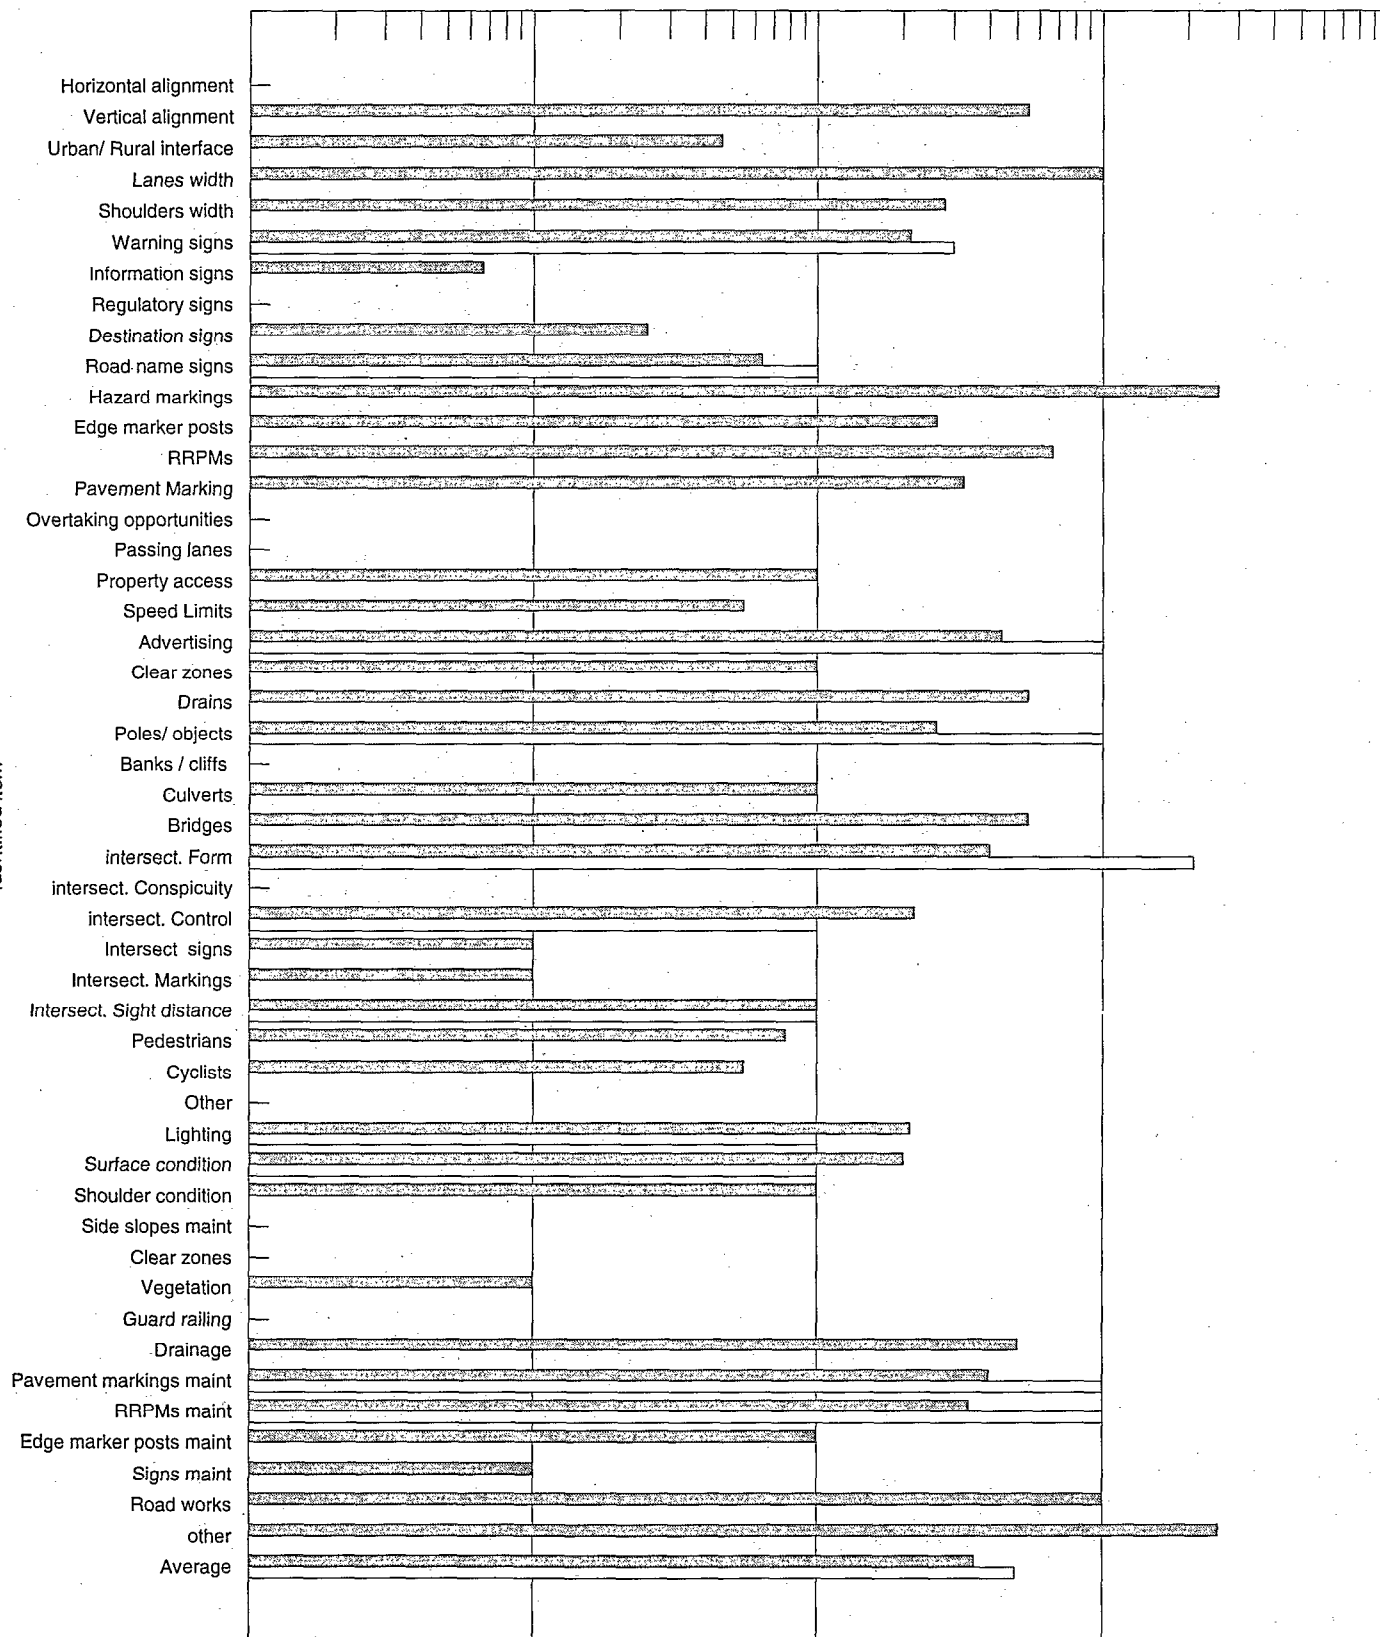 Horizontal alignment
Vertical alignment
Urban/ Rural interface
Lanes width
Shoulders width
Warning signs
Information signs
Regulatory signs
Destination signs
Road name signs
Hazard markings
Edge marker posts
RRPMs
Pavement Marking
Overtaking opportunities
Passing lanes
Property access
Speed Limits
Advertising
Clear zones
Drains
Poles/ objects
Banks / cliffs
Culverts
Bridges
intersect. Form
intersect. Conspicuity
intersect. Control
Intersect signs
Intersect. Markings
Intersect. Sight distance
Pedestrians
Cyclists
Other
Lighting
Surface condition
Shoulder condition
Side slopes maint
Clear zones
Vegetation
Guard railing
Drainage
Pavement markings maint
RRPMs maint
Edge marker posts maint
Signs maint
Road works
other
Average